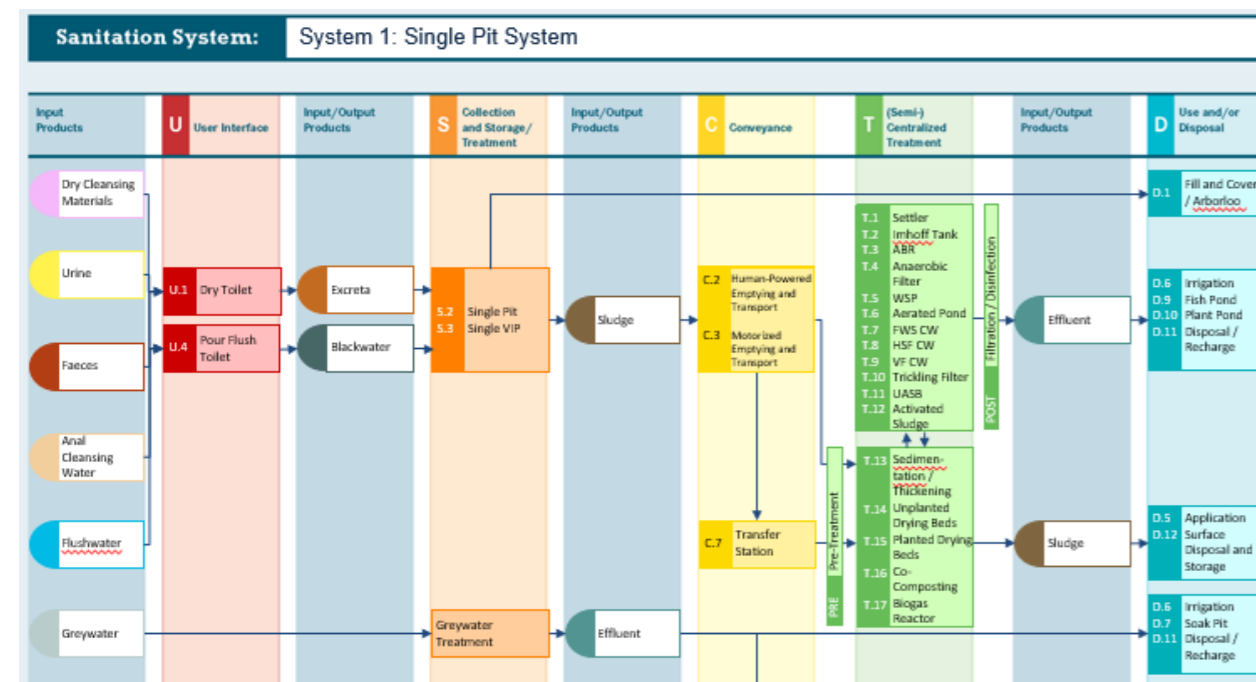 Sanitation System:
System 1: Single Pit System
Input
Products
U
User Interface
Input/Output
Products
S
Collection
and Storage/
Treatment
Input/Output
Products
C
Conveyance
T
(Semi-)
Centralized
Treatment
Input/Output
Products
D
Use and/or
Disposal
Dry Cleansing
Materials
Urine
Faeces
Anal
Cleansing
Water
Flushwater
Greywater
U.1 Dry Toilet
U.4 Pour Flush
Toilet
Excreta
Blackwater
S.2 Single Pit
S.3 Single VIP
Greywater
Treatment
Sludge
Effluent
C.2 Human-Powered
Emptying and
Transport
C.3 Motorized
Emptying and
Transport
C.7 Transfer
Station
PRE Pre-Treatment
T.1 Settler
T.2 Imhoff Tank
T.3 ABR
T.4 Anaerobic
Filter
T.5 WSP
T.6 Aerated Pond
T.7 FWS CW
T.8 HSF CW
T.9 VF CW
T.10 Trickling Filter
T.11 UASB
T.12 Activated
Sludge
T.13 Sedimen-
tation /
Thickening
T.14 Unplanted
Drying Beds
T.15 Planted Drying
Beds
T.16 Co-
Composting
T.17 Biogas
Reactor
POST Filtration / Disinfection
Effluent
Sludge
D.1 Fill and Cover
/ Arborloo
D.6 Irrigation
D.9 Fish Pond
D.10 Plant Pond
D.11 Disposal /
Recharge
D.5 Application
D.12 Surface
Disposal and
Storage
D.6 Irrigation
D.7 Soak Pit
D.11 Disposal /
Recharge